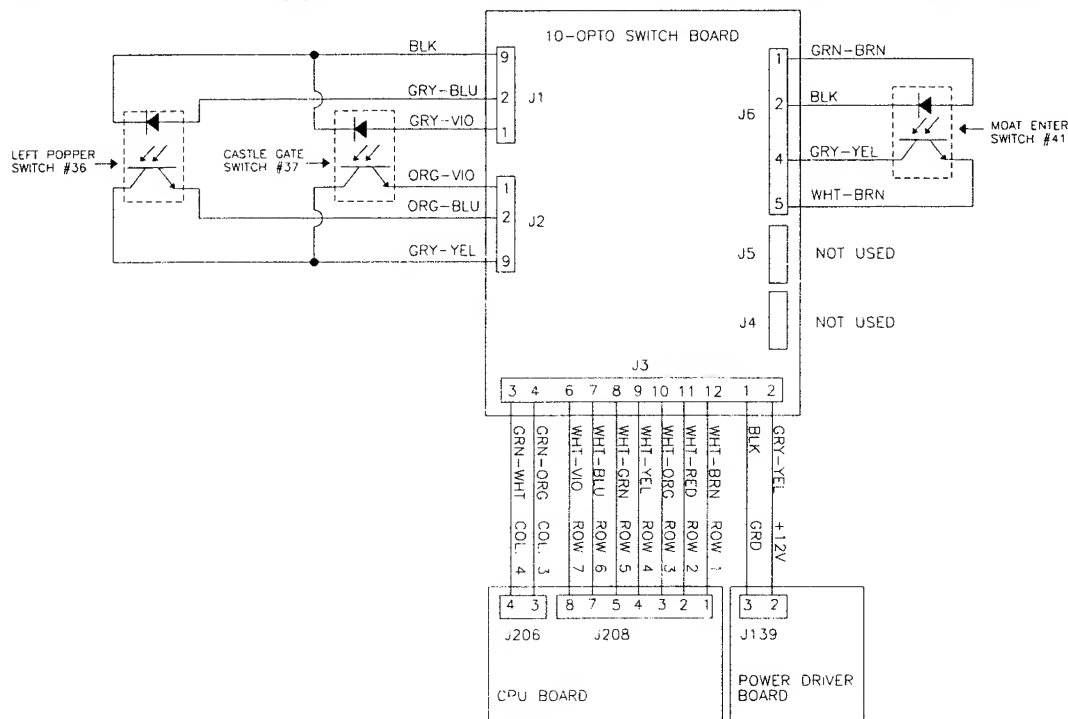 10-OPTO SWITCH BOARD
BLK
9
GRY-BLU
2
J1
GRY-VIO
1
LEFT POPPER
SWITCH #36
CASTLE GATE
SWITCH #37
ORG-VIO
1
ORG-BLU
2
J2
GRY-YEL
9
1
GRN-BRN
2
BLK
J6
4
GRY-YEL
5
WHT-BRN
MOAT ENTER
SWITCH #41
J5
NOT USED
J4
NOT USED
J3
3 4 6 7 8 9 10 11 12 1 2
GRN-WHT COL. 4
GRN-ORG COL. 3
WHT-VIO ROW 7
WHT-BLU ROW 6
WHT-GRN ROW 5
WHT-YEL ROW 4
WHT-ORG ROW 3
WHT-RED ROW 2
WHT-BRN ROW 1
BLK GRD
GRY-YEL +12V
4 3 8 7 5 4 3 2 1 3 2
J206 J208 J139
CPU BOARD
POWER DRIVER
BOARD